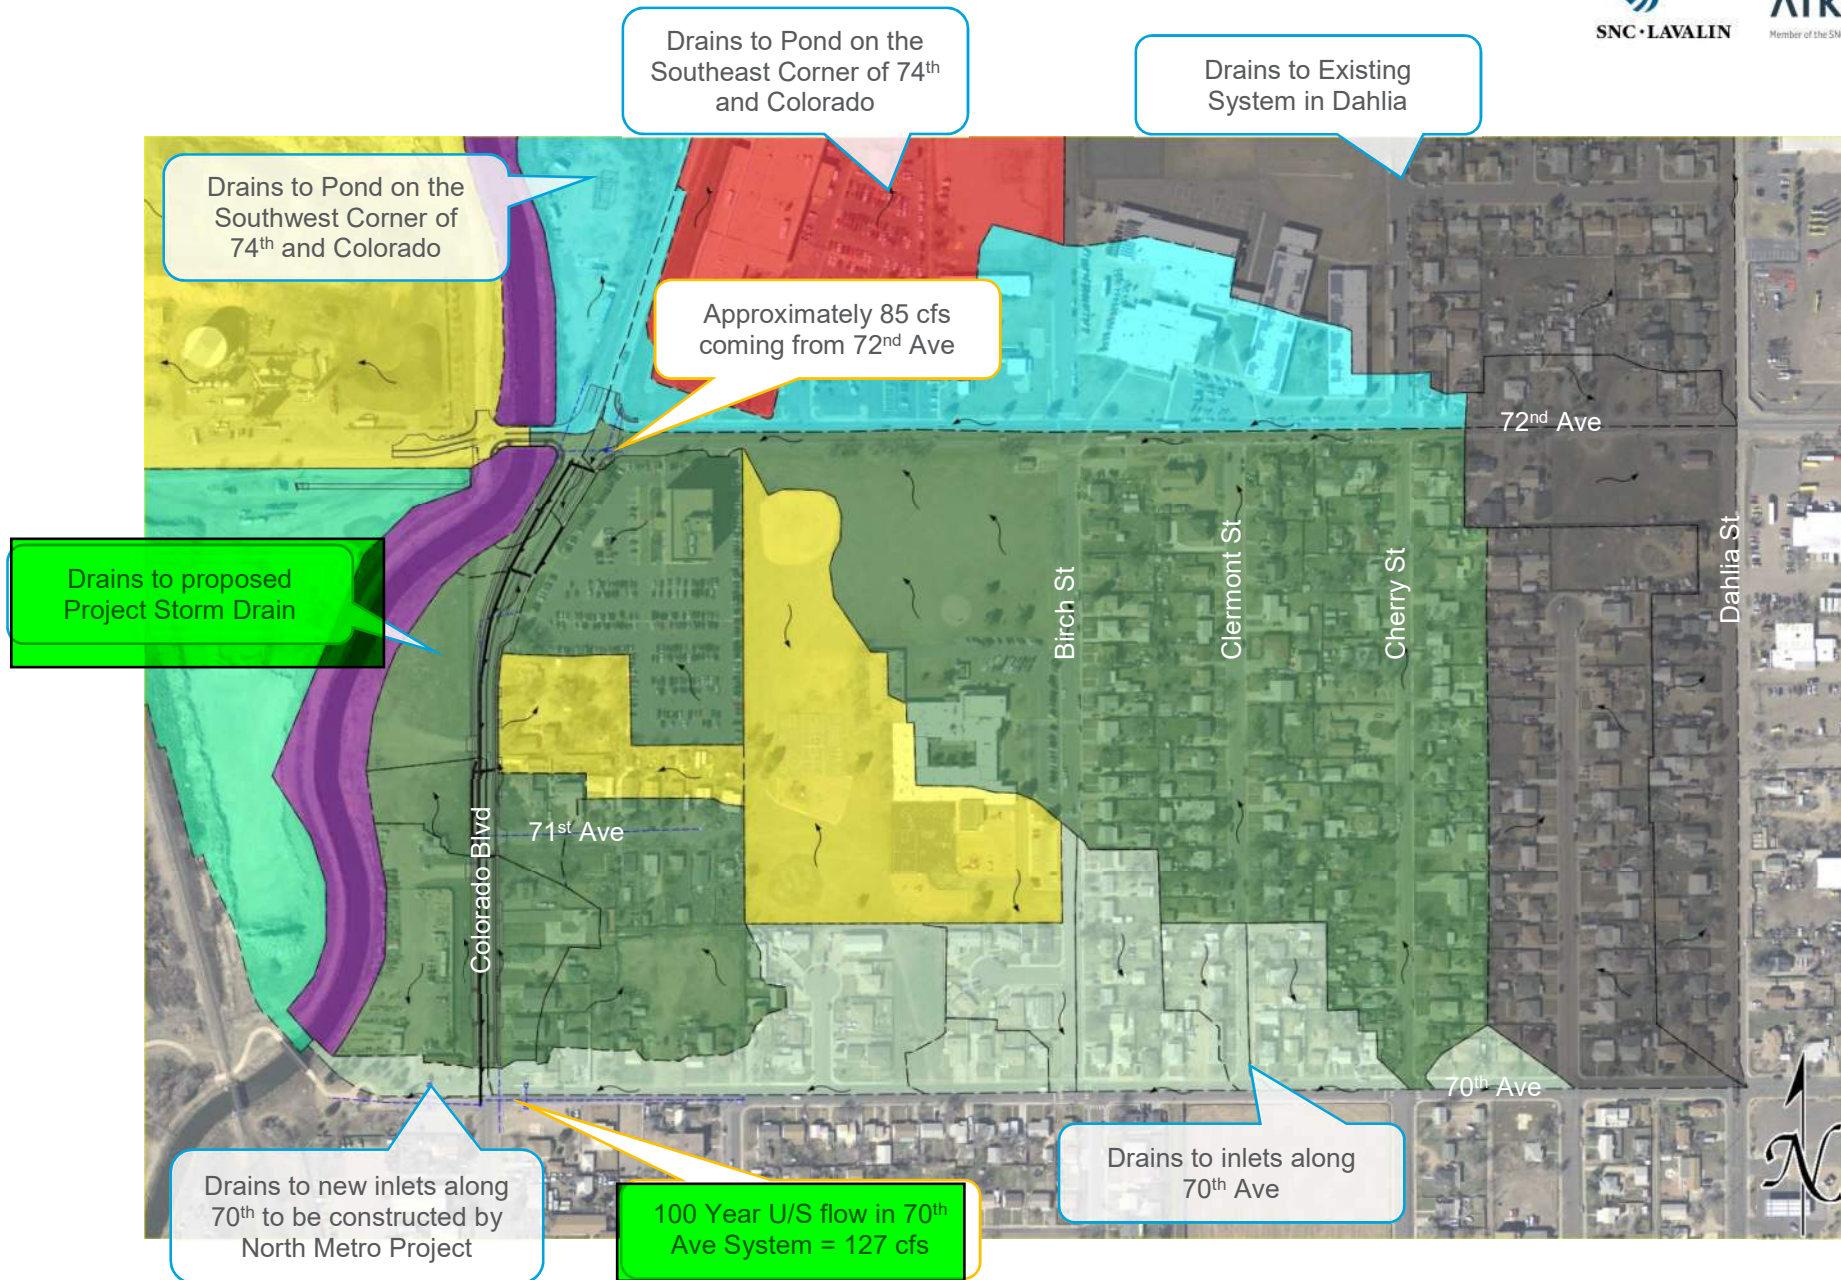 SNC·LAVALIN
Drains to Pond on the
Southeast Corner of 74th
and Colorado
Drains to Existing
System in Dahlia
Drains to Pond on the
Southwest Corner of
74th and Colorado
Approximately 85 cfs
coming from 72nd Ave
72nd Ave
Drains to proposed
Project Storm Drain
Birch St
Clermont St
Cherry St
Dahlia St
Colorado Blvd
71st Ave
70th Ave
Drains to new inlets along
70th to be constructed by
North Metro Project
100 Year U/S flow in 70th
Ave System = 127 cfs
Drains to inlets along
70th Ave
N